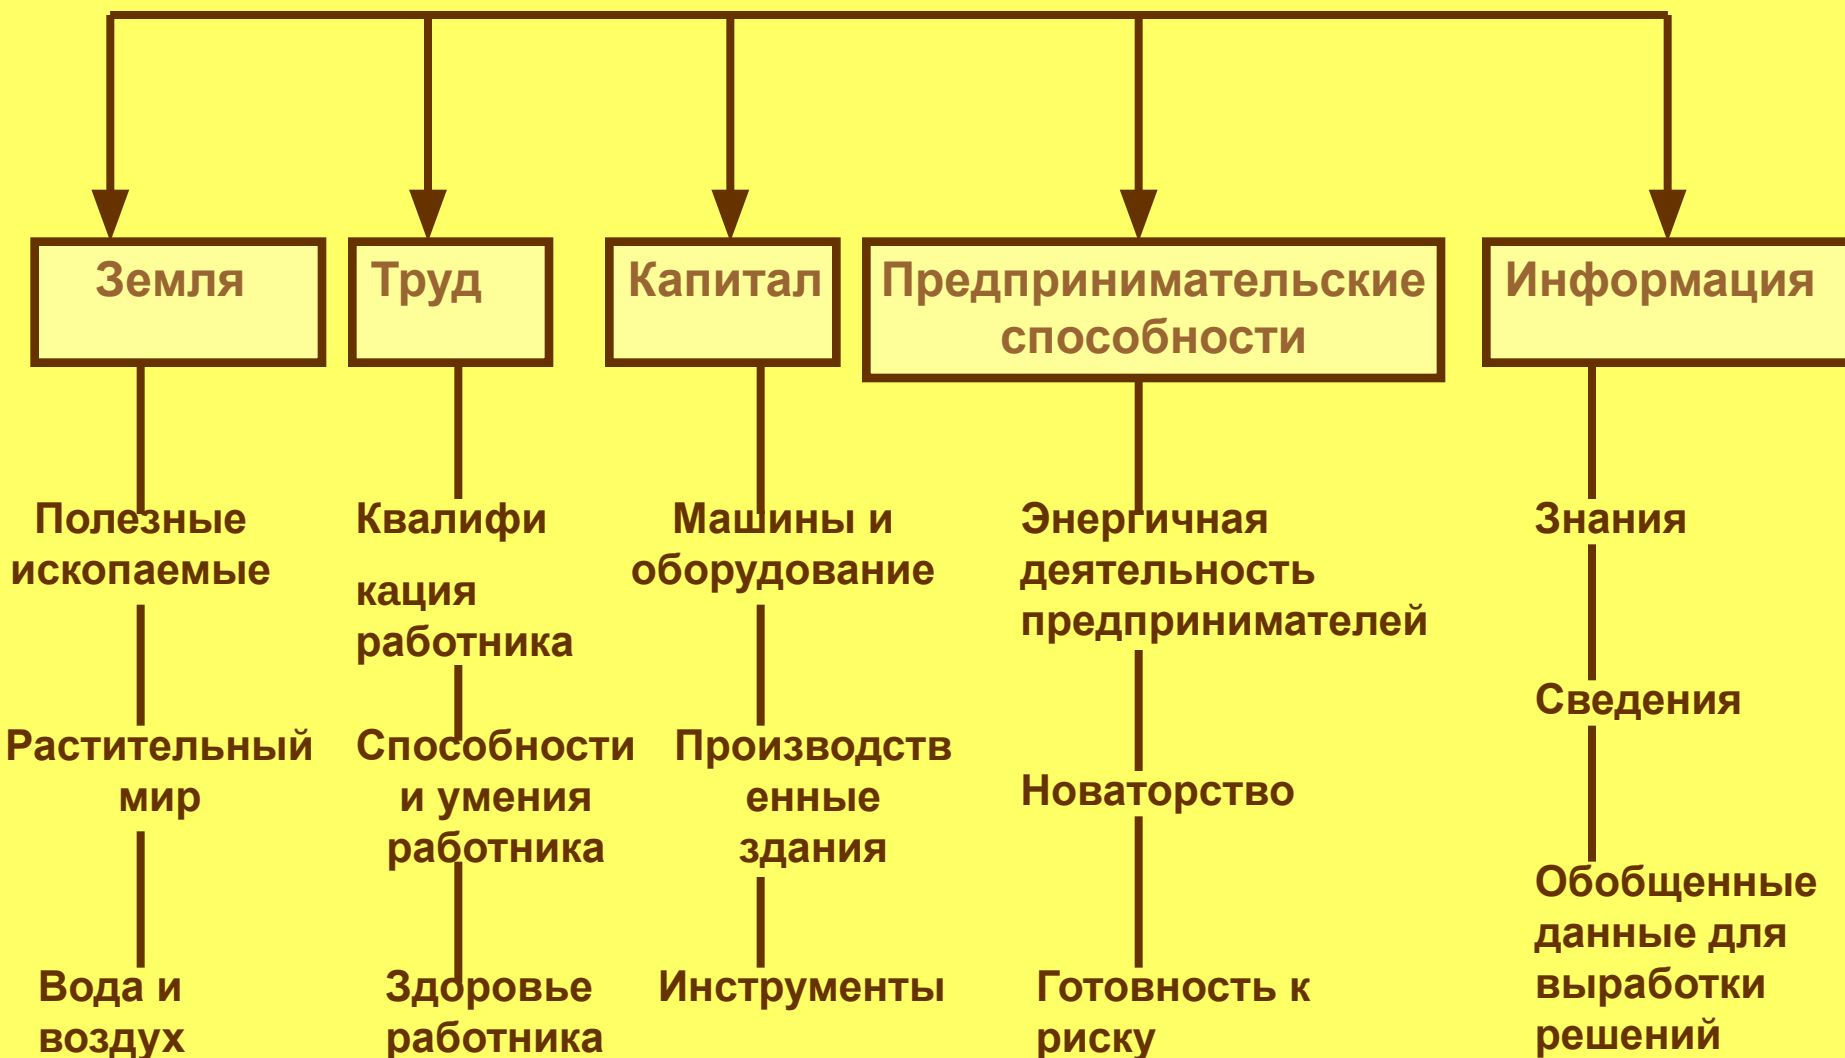 Земля
Труд
Капитал
Предпринимательские
способности
Информация
Полезные
ископаемые
Растительный
мир
Вода и
воздух
Квалифи
кация
работника
Способности
и умения
работника
Здоровье
работника
Машины и
оборудование
Производств
енные
здания
Инструменты
Энергичная
деятельность
предпринимателей
Новаторство
Готовность к
риску
Знания
Сведения
Обобщенные
данные для
выработки
решений